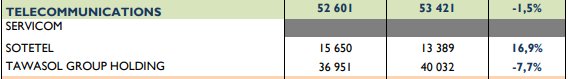 TELECOMMUNICATIONS 52 601 53 421 -1,5%
SERVICOM
SOTETEL 15 650 13 389 16,9%
TAWASOL GROUP HOLDING 36 951 40 032 -7,7%